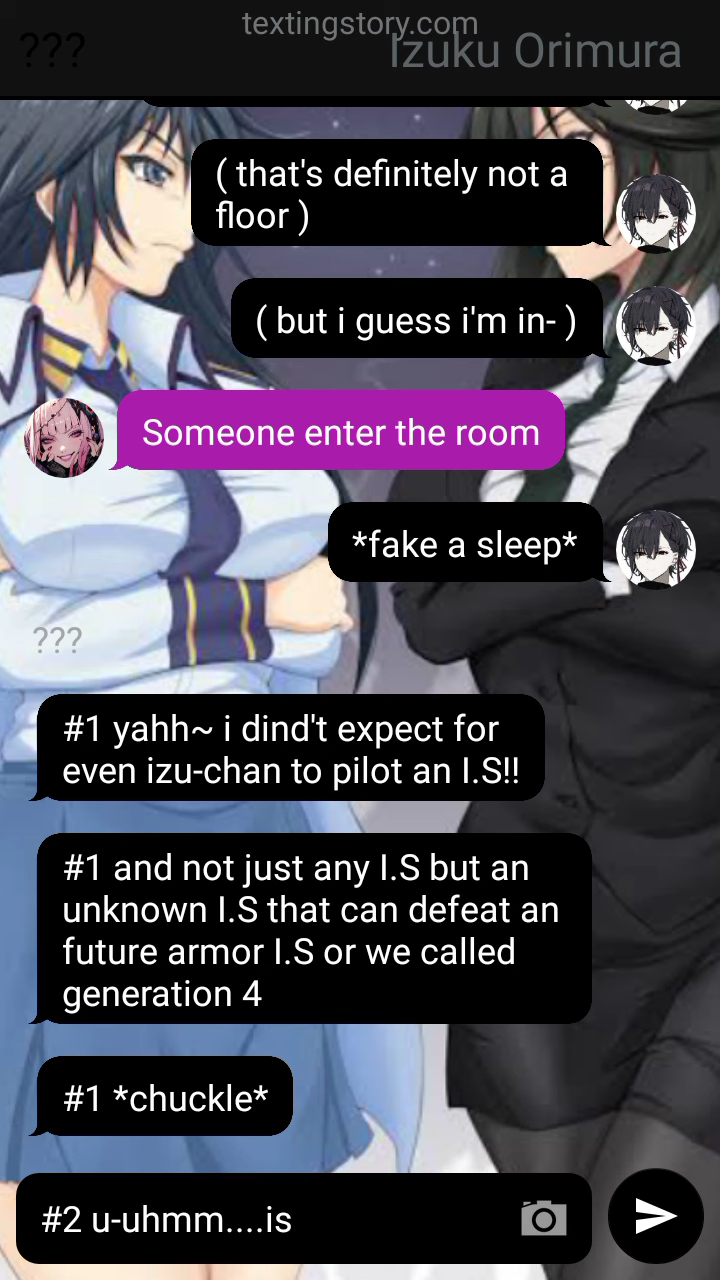 textingstory.com
???
Izuku Orimura
( that's definitely not a
floor )
( but i guess i'm in- )
Someone enter the room
*fake a sleep*
???
#1 yahh~ i dind't expect for
even izu-chan to pilot an I.S!!
#1 and not just any I.S but an
unknown I.S that can defeat an
future armor I.S or we called
generation 4
#1 *chuckle*
#2 u-uhmm....is